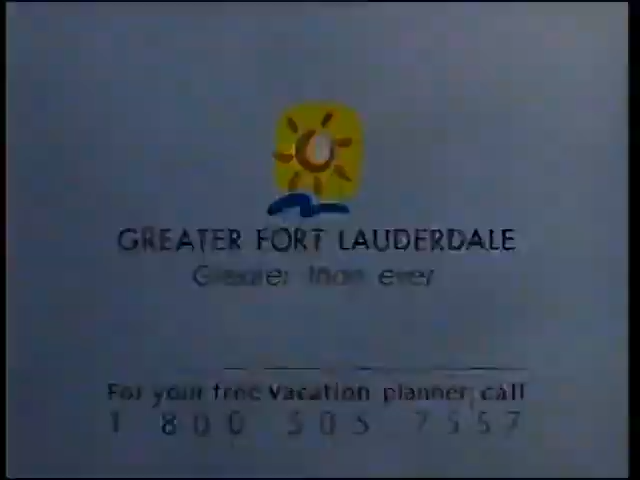 GREATER FORT LAUDERDALE
Greater than ever
For your free vacation planner, call
1 800 505 7557